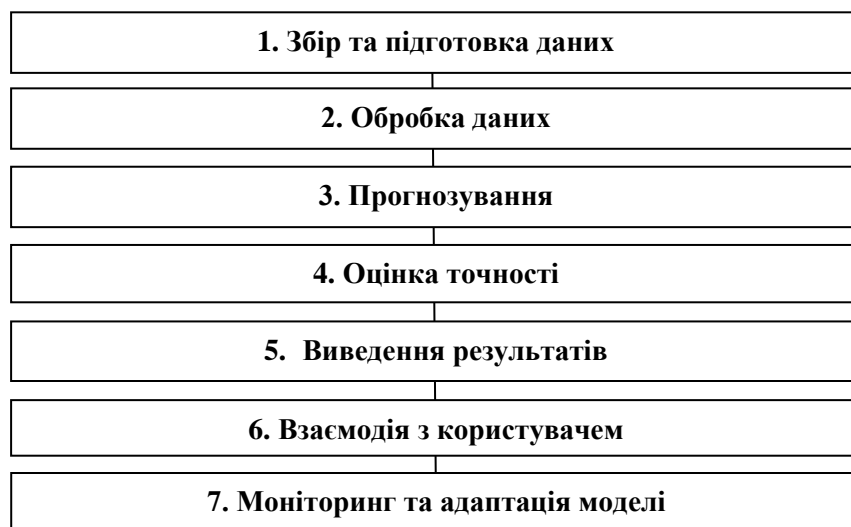 1. Збір та підготовка даних
2. Обробка даних
3. Прогнозування
4. Оцінка точності
5. Виведення результатів
6. Взаємодія з користувачем
7. Моніторинг та адаптація моделі